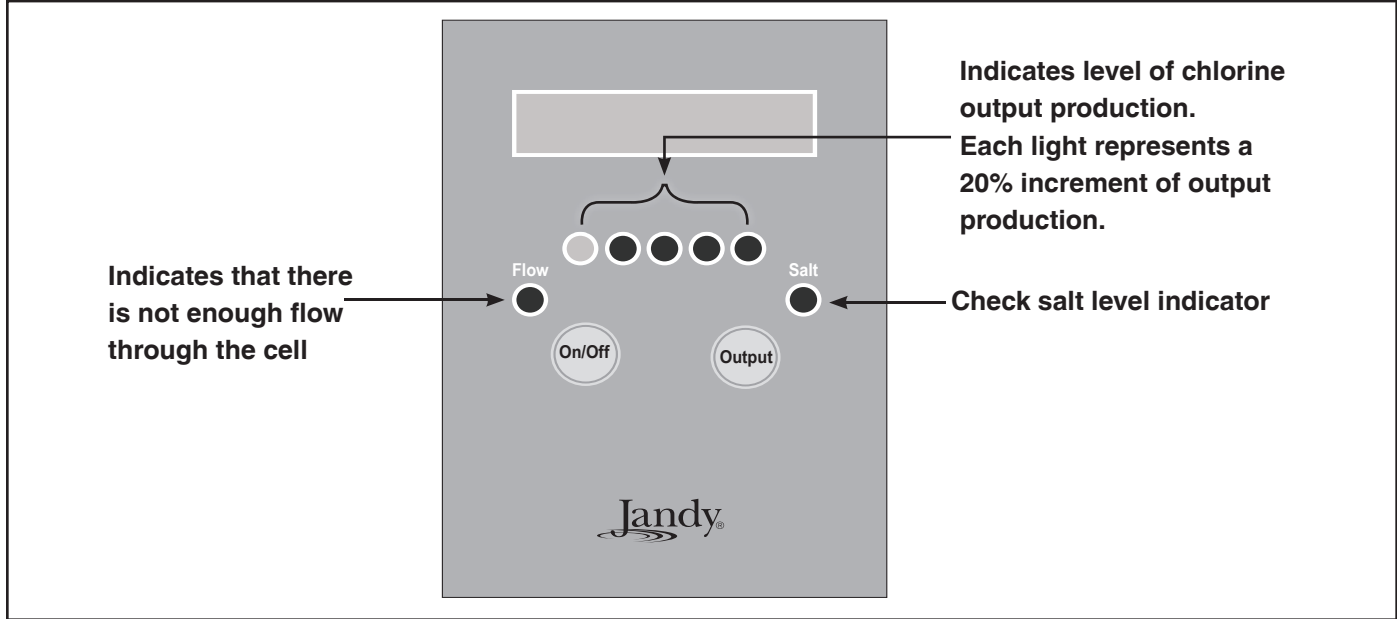 Indicates level of chlorine
output production.
Each light represents a
20% increment of output
production.
Indicates that there
is not enough flow
through the cell
Flow
Salt
Check salt level indicator
On/Off
Output
Jandy®